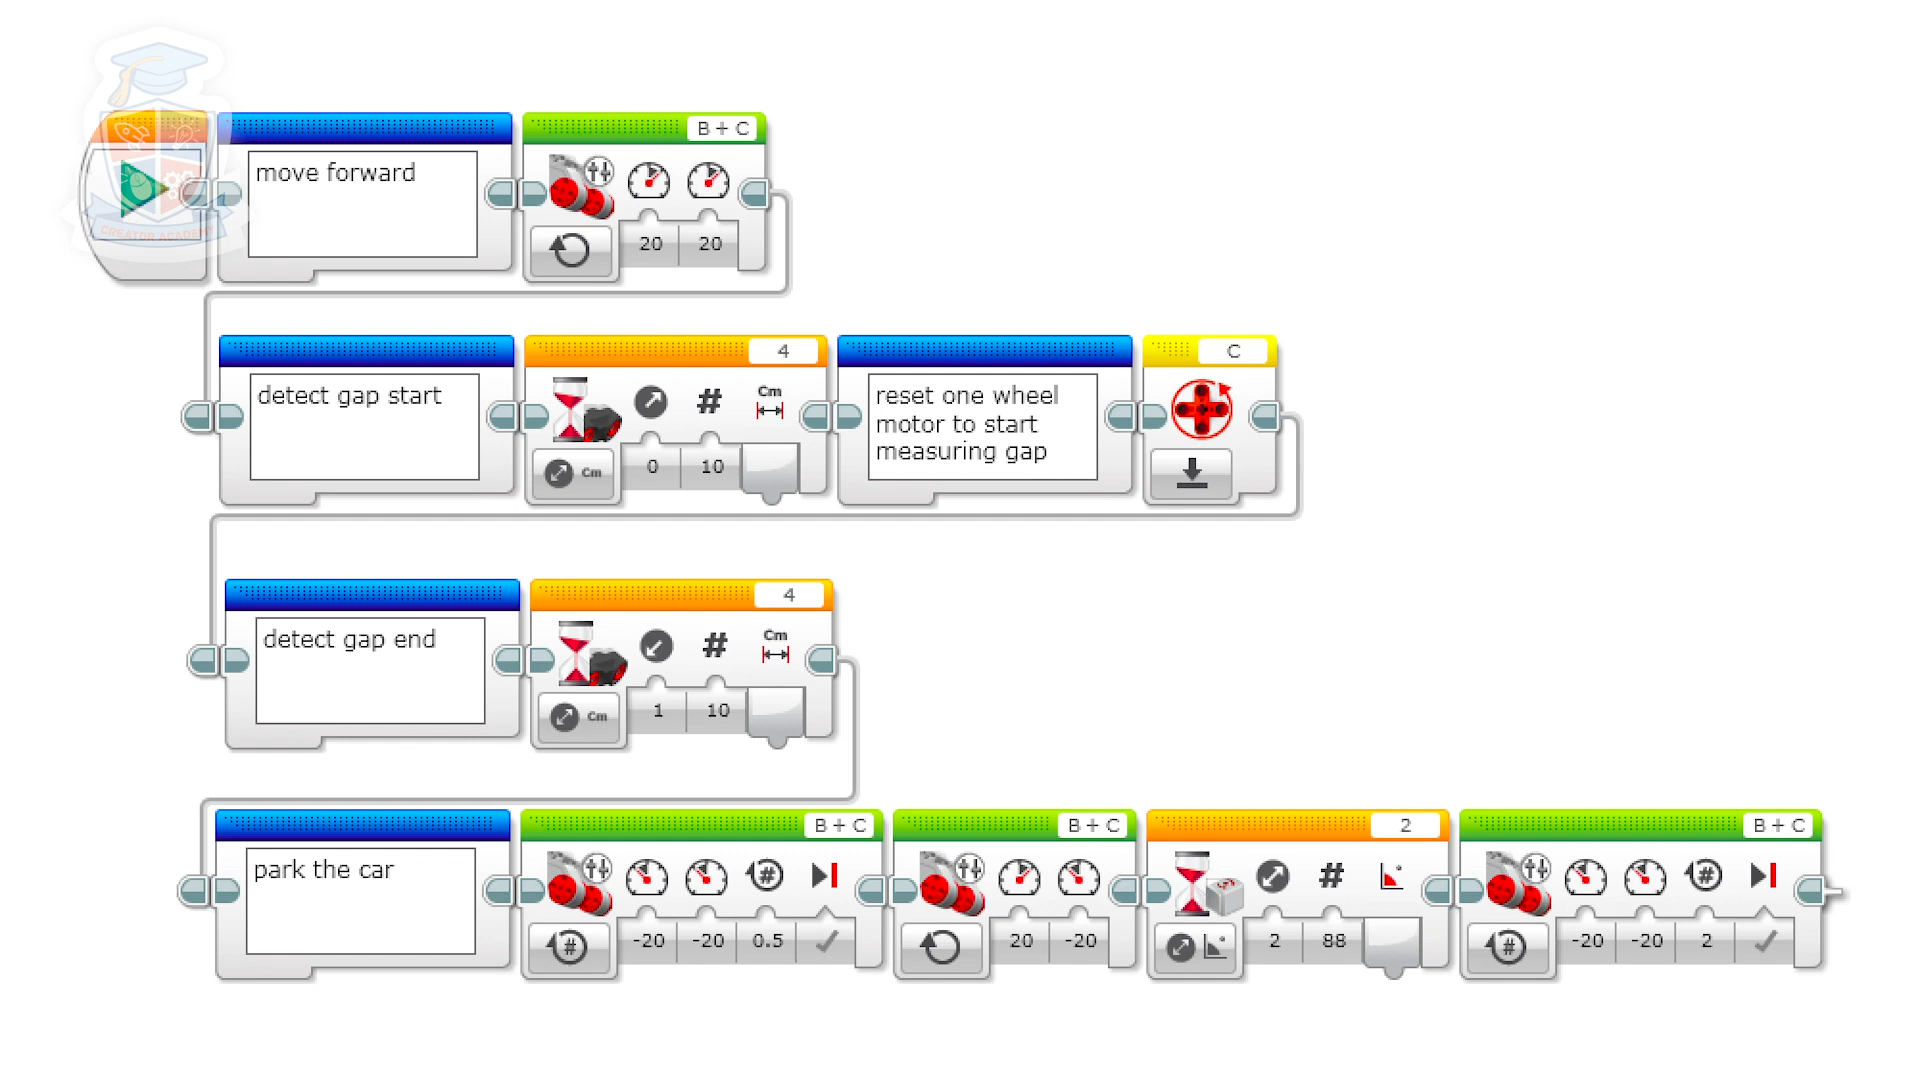 CREATOR ACADEMY
move forward
B + C
20 20
detect gap start
4
# Cm
Cm 0 10
reset one wheel
motor to start
measuring gap
C
detect gap end
4
# Cm
Cm 1 10
park the car
B + C
#
# -20 -20 0.5
B + C
20 -20
2
#
2 88
B + C
#
# -20 -20 2